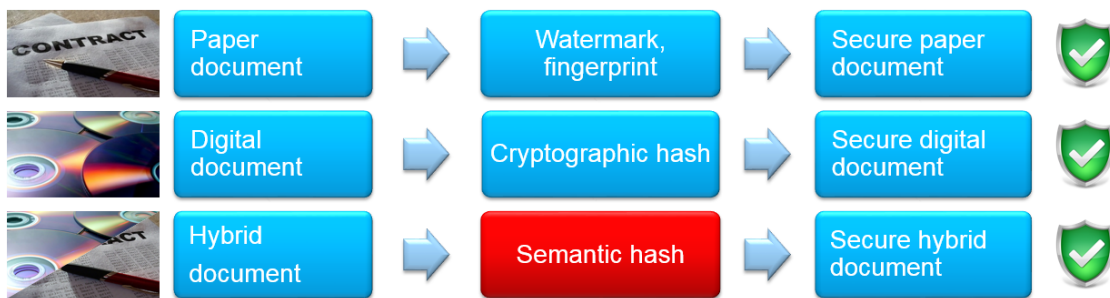 CONTRACT
Paper
document
Watermark,
fingerprint
Secure paper
document
Digital
document
Cryptographic hash
Secure digital
document
ACT
Hybrid
document
Semantic hash
Secure hybrid
document